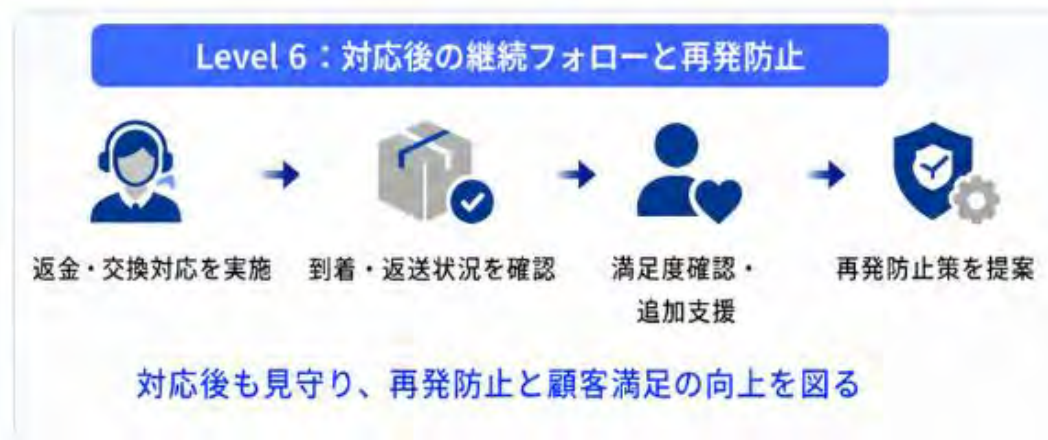 Level 6：対応後の継続フォローと再発防止
返金・交換対応を実施
到着・返送状況を確認
満足度確認・
追加支援
再発防止策を提案
対応後も見守り、再発防止と顧客満足の向上を図る